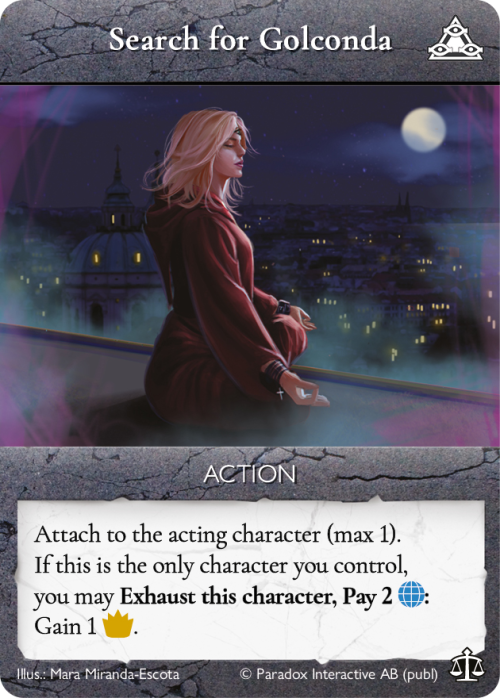 Search for Golconda
ACTION
Attach to the acting character (max 1).
If this is the only character you control,
you may Exhaust this character, Pay 2 :
Gain 1 .
Illus.: Mara Miranda-Escota © Paradox Interactive AB (publ)